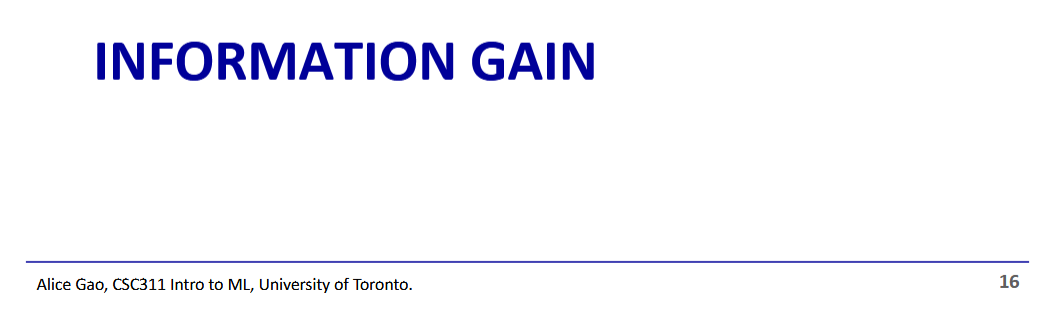 INFORMATION GAIN
Alice Gao, CSC311 Intro to ML, University of Toronto.
16